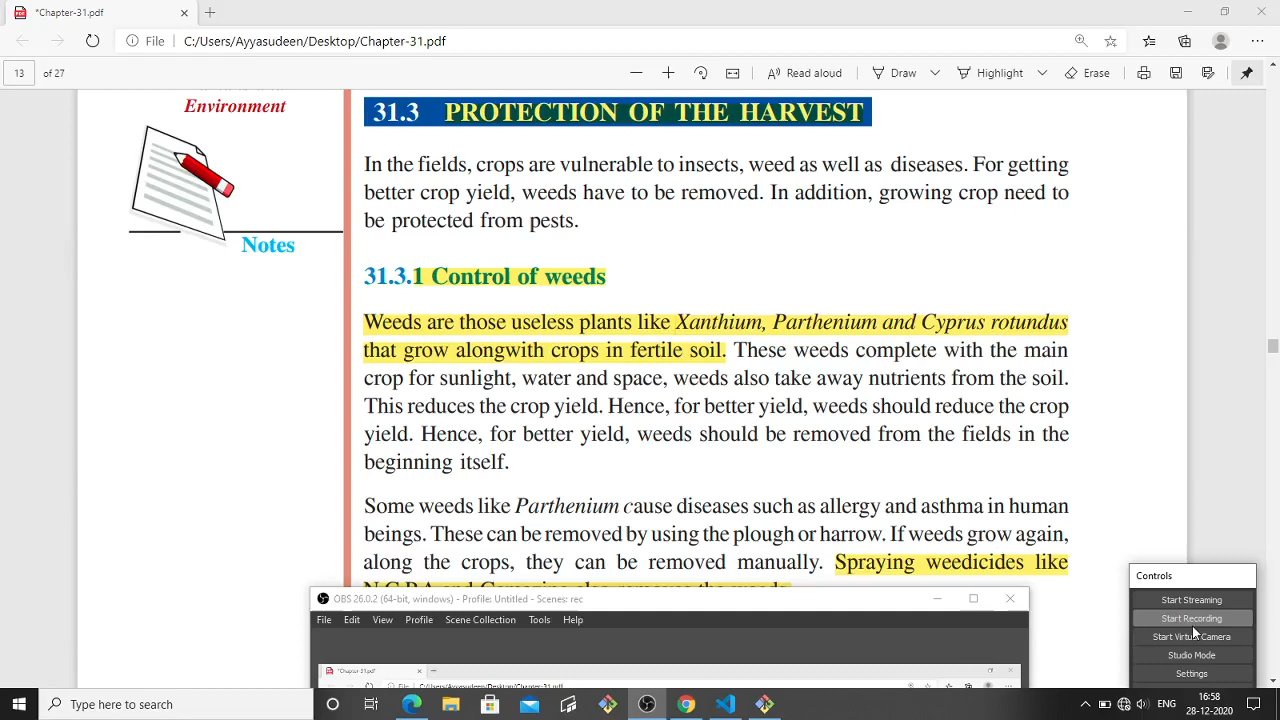 *Chapter-31.pdf
File C:/Users/Ayyasudeen/Desktop/Chapter-31.pdf
13 of 27 Read aloud Draw Highlight Erase
Environment
Notes
31.3 PROTECTION OF THE HARVEST
In the fields, crops are vulnerable to insects, weed as well as diseases. For getting
better crop yield, weeds have to be removed. In addition, growing crop need to
be protected from pests.
31.3.1 Control of weeds
Weeds are those useless plants like Xanthium, Parthenium and Cyprus rotundus
that grow alongwith crops in fertile soil. These weeds complete with the main
crop for sunlight, water and space, weeds also take away nutrients from the soil.
This reduces the crop yield. Hence, for better yield, weeds should reduce the crop
yield. Hence, for better yield, weeds should be removed from the fields in the
beginning itself.
Some weeds like Parthenium cause diseases such as allergy and asthma in human
beings. These can be removed by using the plough or harrow. If weeds grow again,
along the crops, they can be removed manually. Spraying weedicides like
OBS 26.0.2 (64-bit, windows) - Profile: Untitled - Scenes: rec
File Edit View Profile Scene Collection Tools Help
*Chapter-31.pdf
File C:/Users/Ayyasudeen/Desktop/Chapter-31.pdf
Controls
Start Streaming
Start Recording
Start Virtual Camera
Studio Mode
Settings
Type here to search
ENG
16:58
28-12-2020